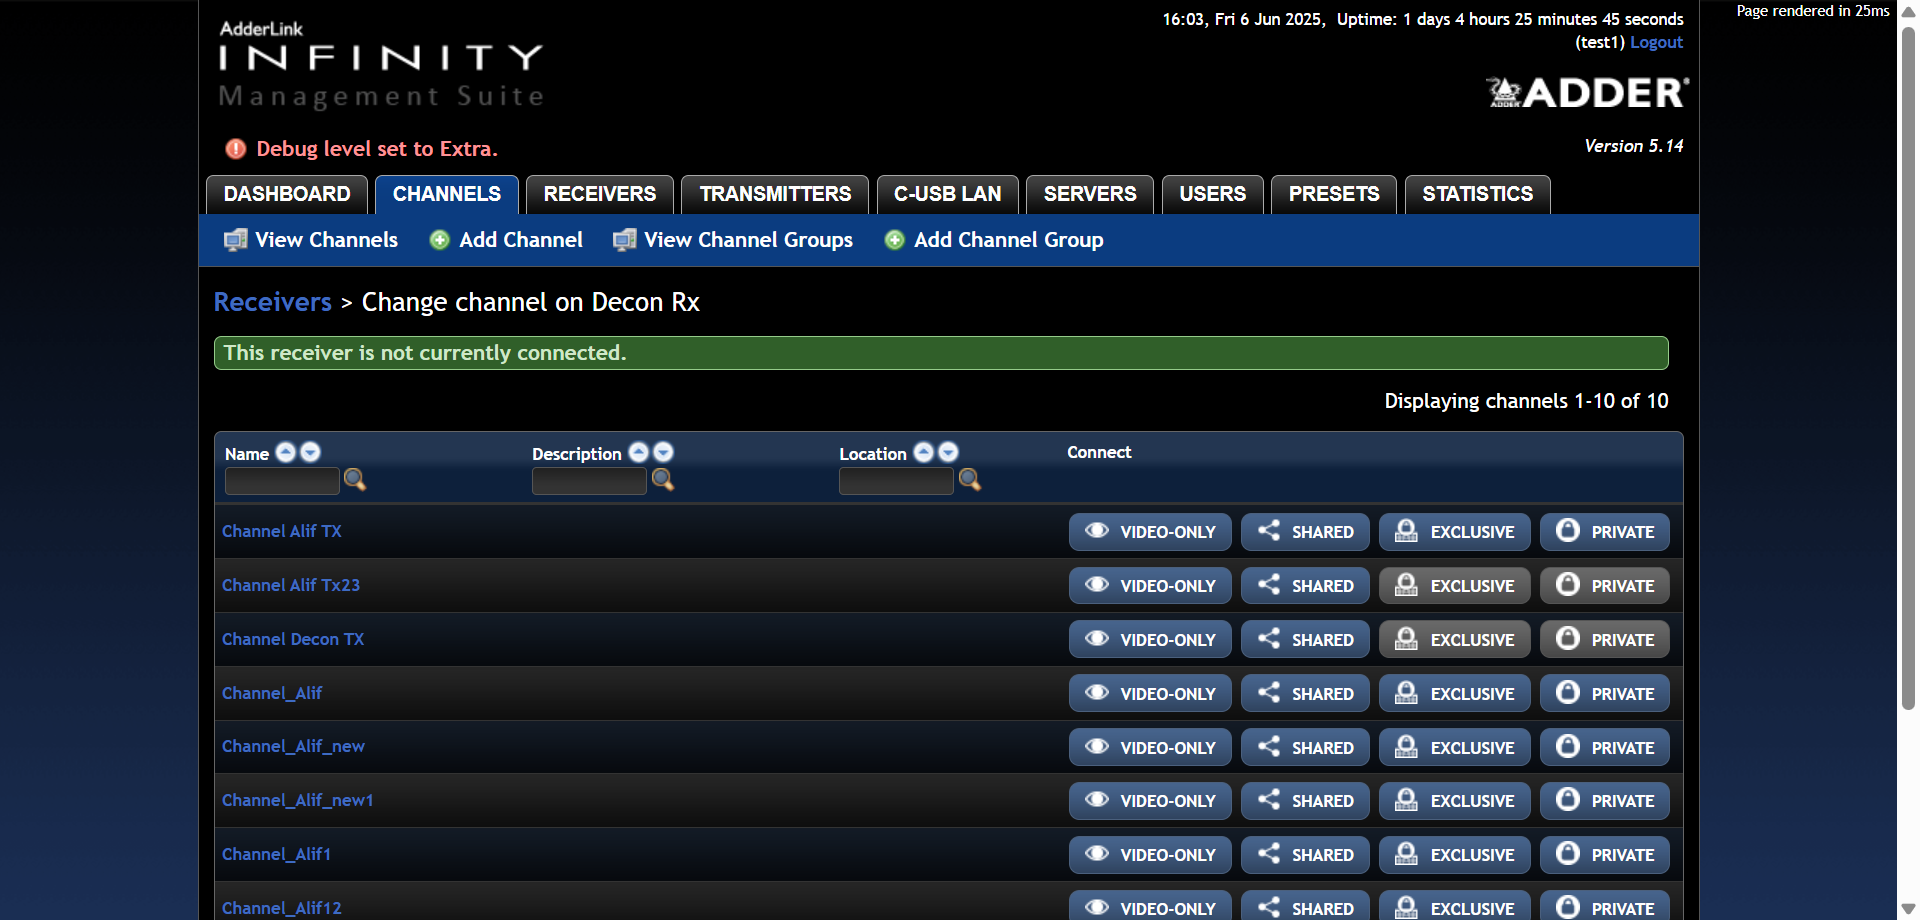 Page rendered in 25ms
AdderLink
INFINITY
Management Suite
16:03, Fri 6 Jun 2025, Uptime: 1 days 4 hours 25 minutes 45 seconds
(test1) Logout
ADDER
ADDER®
Debug level set to Extra.
Version 5.14
DASHBOARD CHANNELS RECEIVERS TRANSMITTERS C-USB LAN SERVERS USERS PRESETS STATISTICS
View Channels Add Channel View Channel Groups Add Channel Group
Receivers > Change channel on Decon Rx
This receiver is not currently connected.
Displaying channels 1-10 of 10
Name Description Location Connect
Channel Alif TX VIDEO-ONLY SHARED EXCLUSIVE PRIVATE
Channel Alif Tx23 VIDEO-ONLY SHARED EXCLUSIVE PRIVATE
Channel Decon TX VIDEO-ONLY SHARED EXCLUSIVE PRIVATE
Channel_Alif VIDEO-ONLY SHARED EXCLUSIVE PRIVATE
Channel_Alif_new VIDEO-ONLY SHARED EXCLUSIVE PRIVATE
Channel_Alif_new1 VIDEO-ONLY SHARED EXCLUSIVE PRIVATE
Channel_Alif1 VIDEO-ONLY SHARED EXCLUSIVE PRIVATE
Channel_Alif12 VIDEO-ONLY SHARED EXCLUSIVE PRIVATE